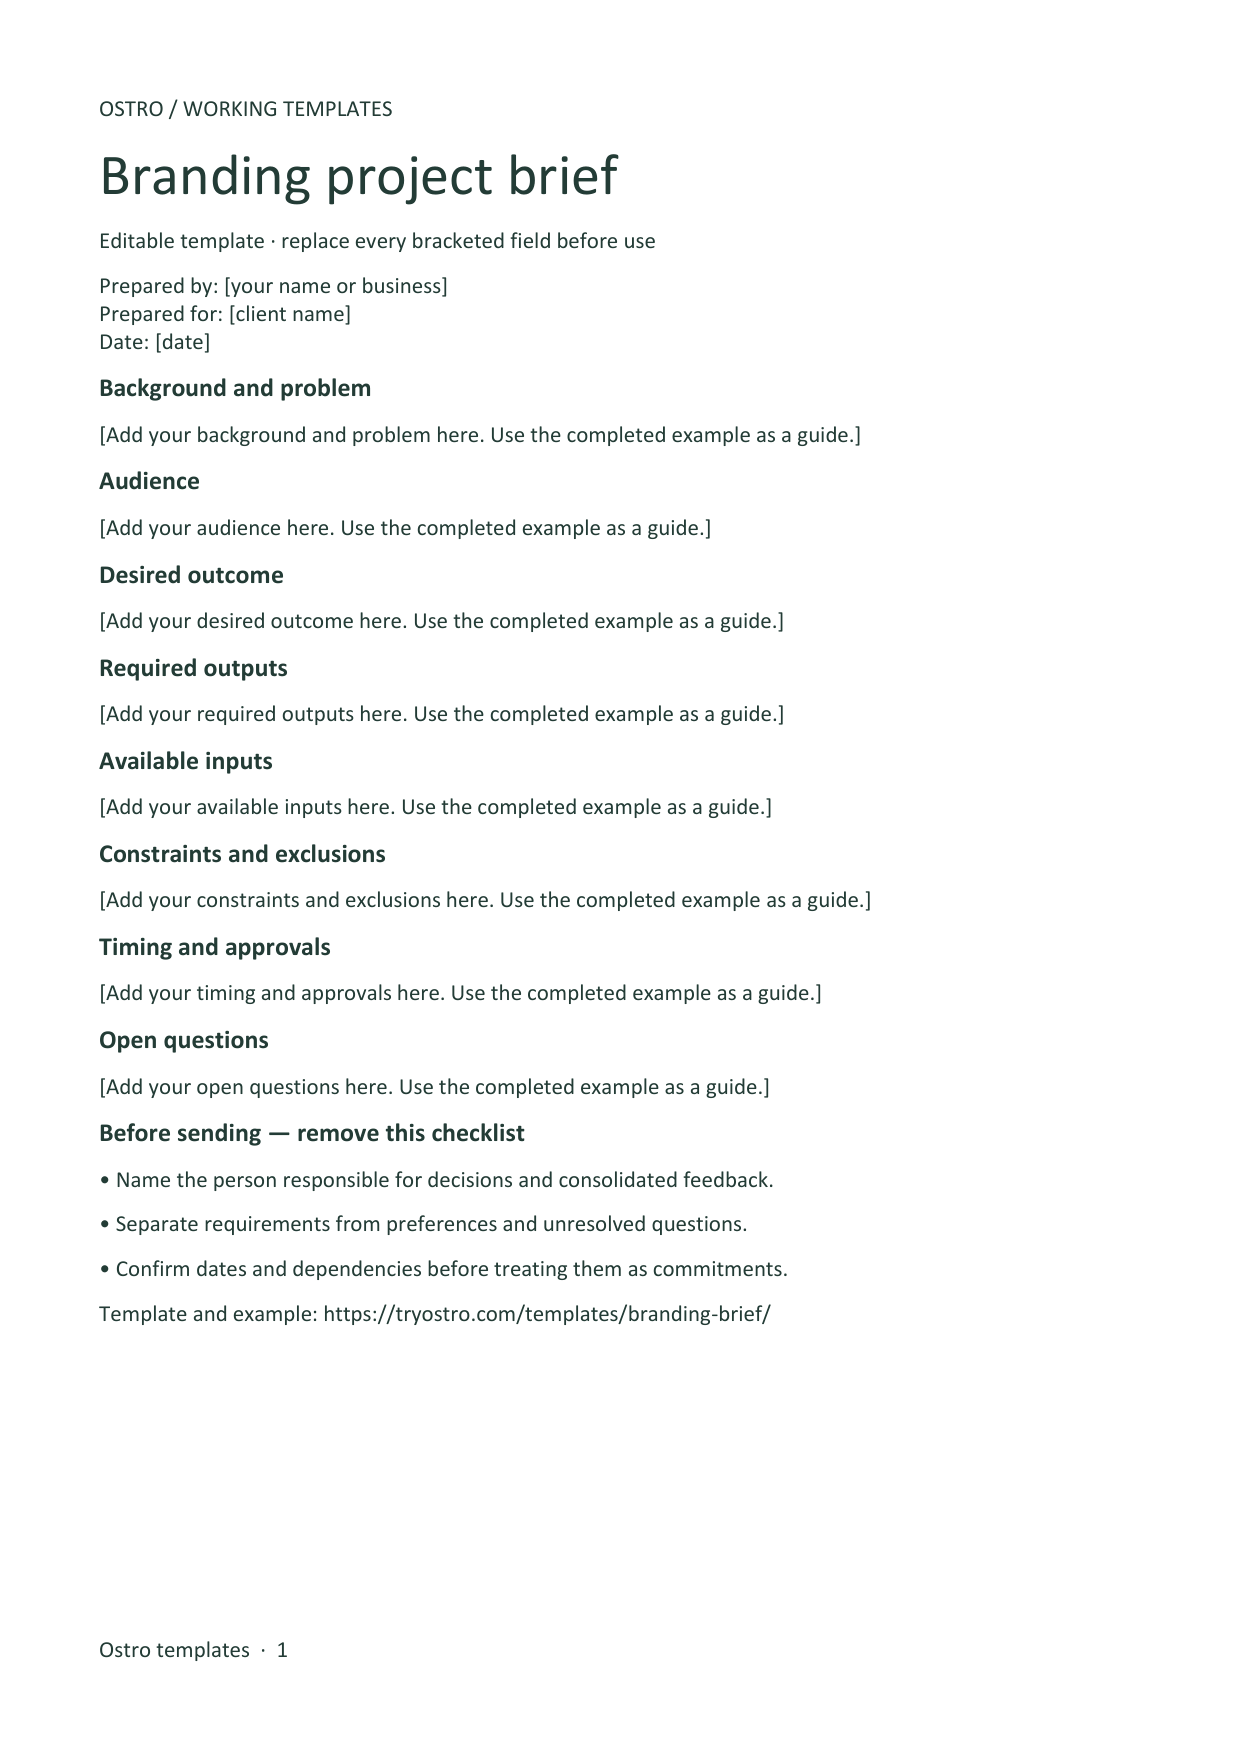 OSTRO / WORKING TEMPLATES
Branding project brief
Editable template · replace every bracketed field before use
Prepared by: [your name or business]
Prepared for: [client name]
Date: [date]
Background and problem
[Add your background and problem here. Use the completed example as a guide.]
Audience
[Add your audience here. Use the completed example as a guide.]
Desired outcome
[Add your desired outcome here. Use the completed example as a guide.]
Required outputs
[Add your required outputs here. Use the completed example as a guide.]
Available inputs
[Add your available inputs here. Use the completed example as a guide.]
Constraints and exclusions
[Add your constraints and exclusions here. Use the completed example as a guide.]
Timing and approvals
[Add your timing and approvals here. Use the completed example as a guide.]
Open questions
[Add your open questions here. Use the completed example as a guide.]
Before sending — remove this checklist
• Name the person responsible for decisions and consolidated feedback.
• Separate requirements from preferences and unresolved questions.
• Confirm dates and dependencies before treating them as commitments.
Template and example: https://tryostro.com/templates/branding-brief/
Ostro templates · 1